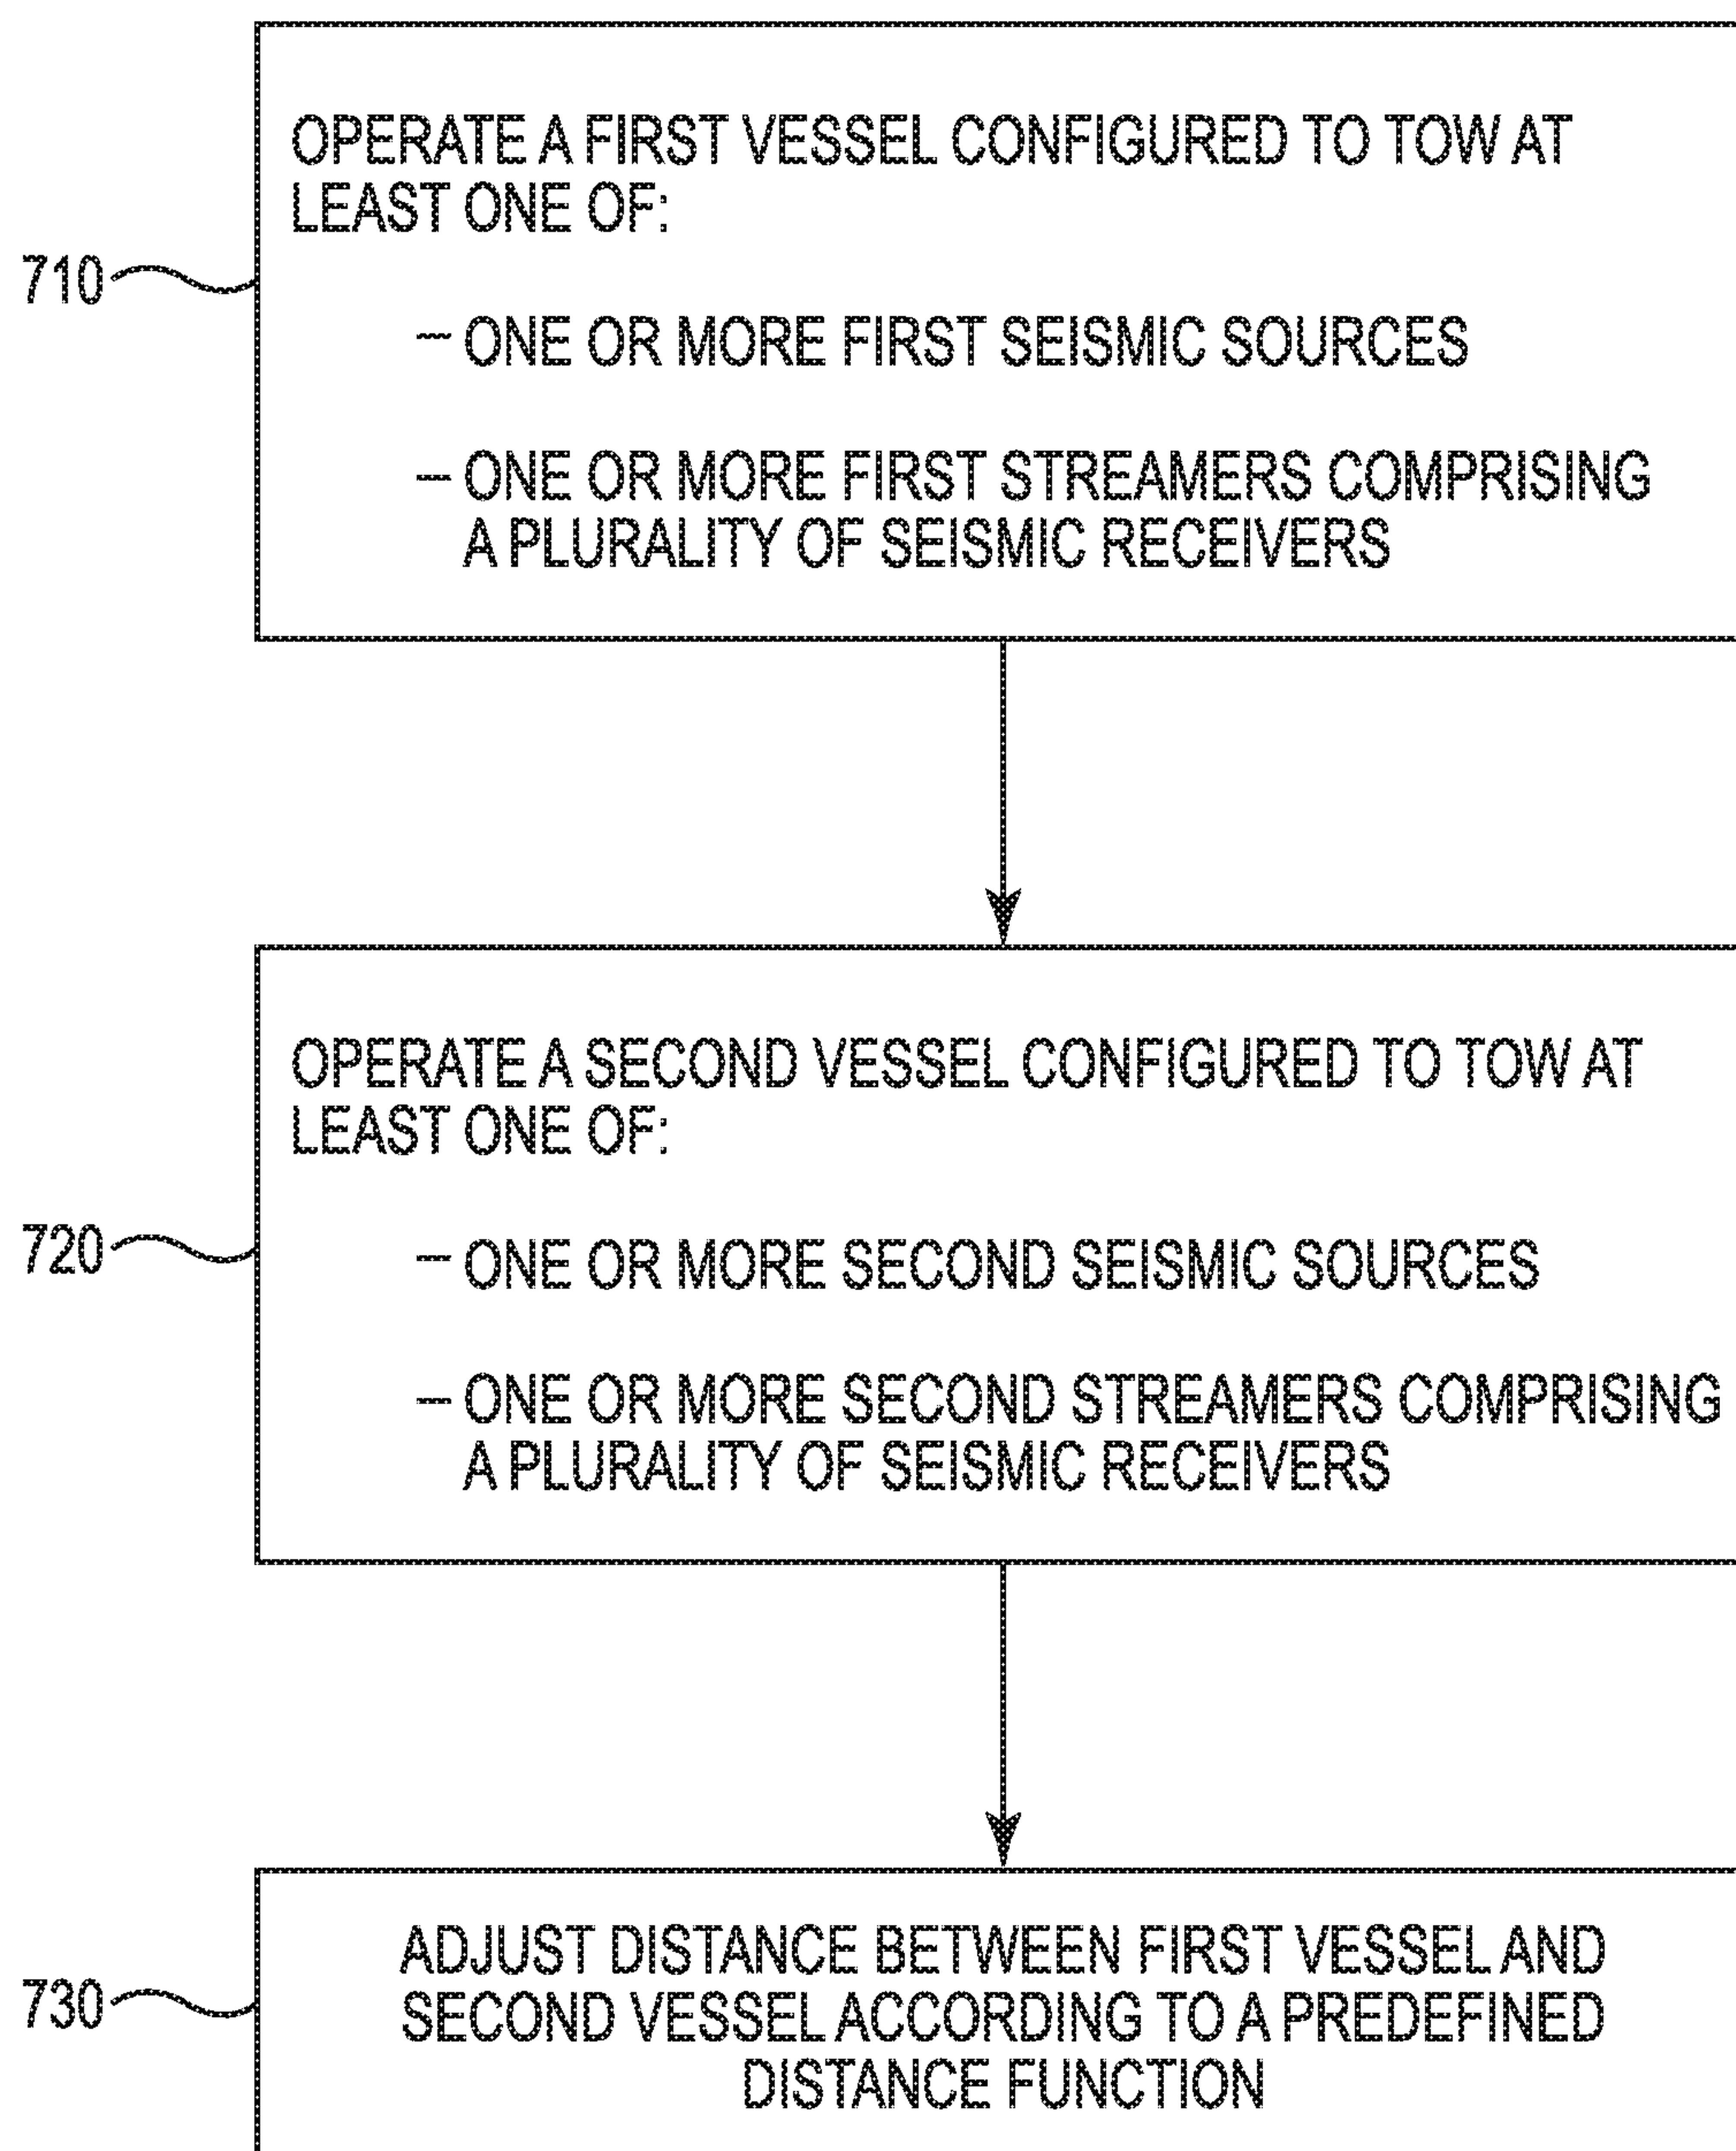 OPERATE A FIRST VESSEL CONFIGURED TO TOW AT
LEAST ONE OF:
710
– ONE OR MORE FIRST SEISMIC SOURCES
– ONE OR MORE FIRST STREAMERS COMPRISING
A PLURALITY OF SEISMIC RECEIVERS
OPERATE A SECOND VESSEL CONFIGURED TO TOW AT
LEAST ONE OF:
720
– ONE OR MORE SECOND SEISMIC SOURCES
– ONE OR MORE SECOND STREAMERS COMPRISING
A PLURALITY OF SEISMIC RECEIVERS
730
ADJUST DISTANCE BETWEEN FIRST VESSEL AND
SECOND VESSEL ACCORDING TO A PREDEFINED
DISTANCE FUNCTION